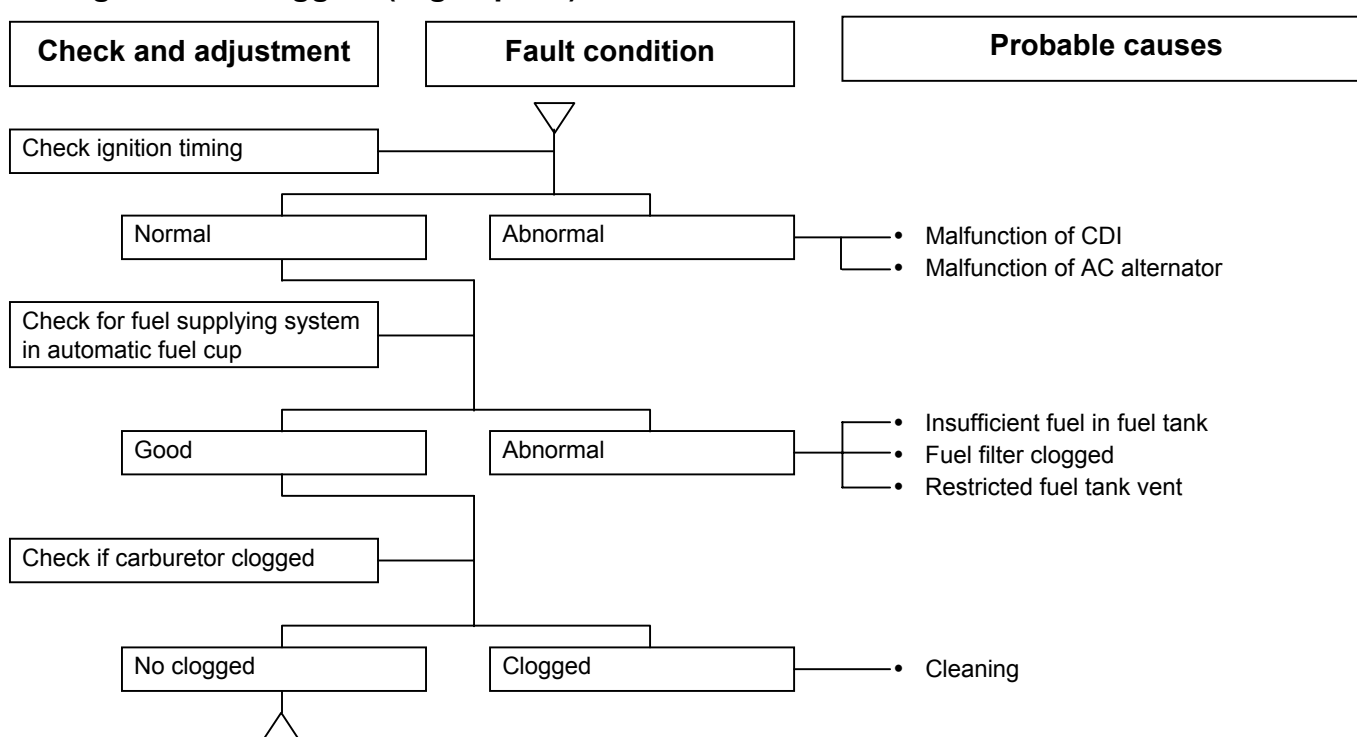 Check and adjustment
Fault condition
Probable causes
Check ignition timing
Normal
Abnormal
• Malfunction of CDI
• Malfunction of AC alternator
Check for fuel supplying system
in automatic fuel cup
Good
Abnormal
• Insufficient fuel in fuel tank
• Fuel filter clogged
• Restricted fuel tank vent
Check if carburetor clogged
No clogged
Clogged
• Cleaning